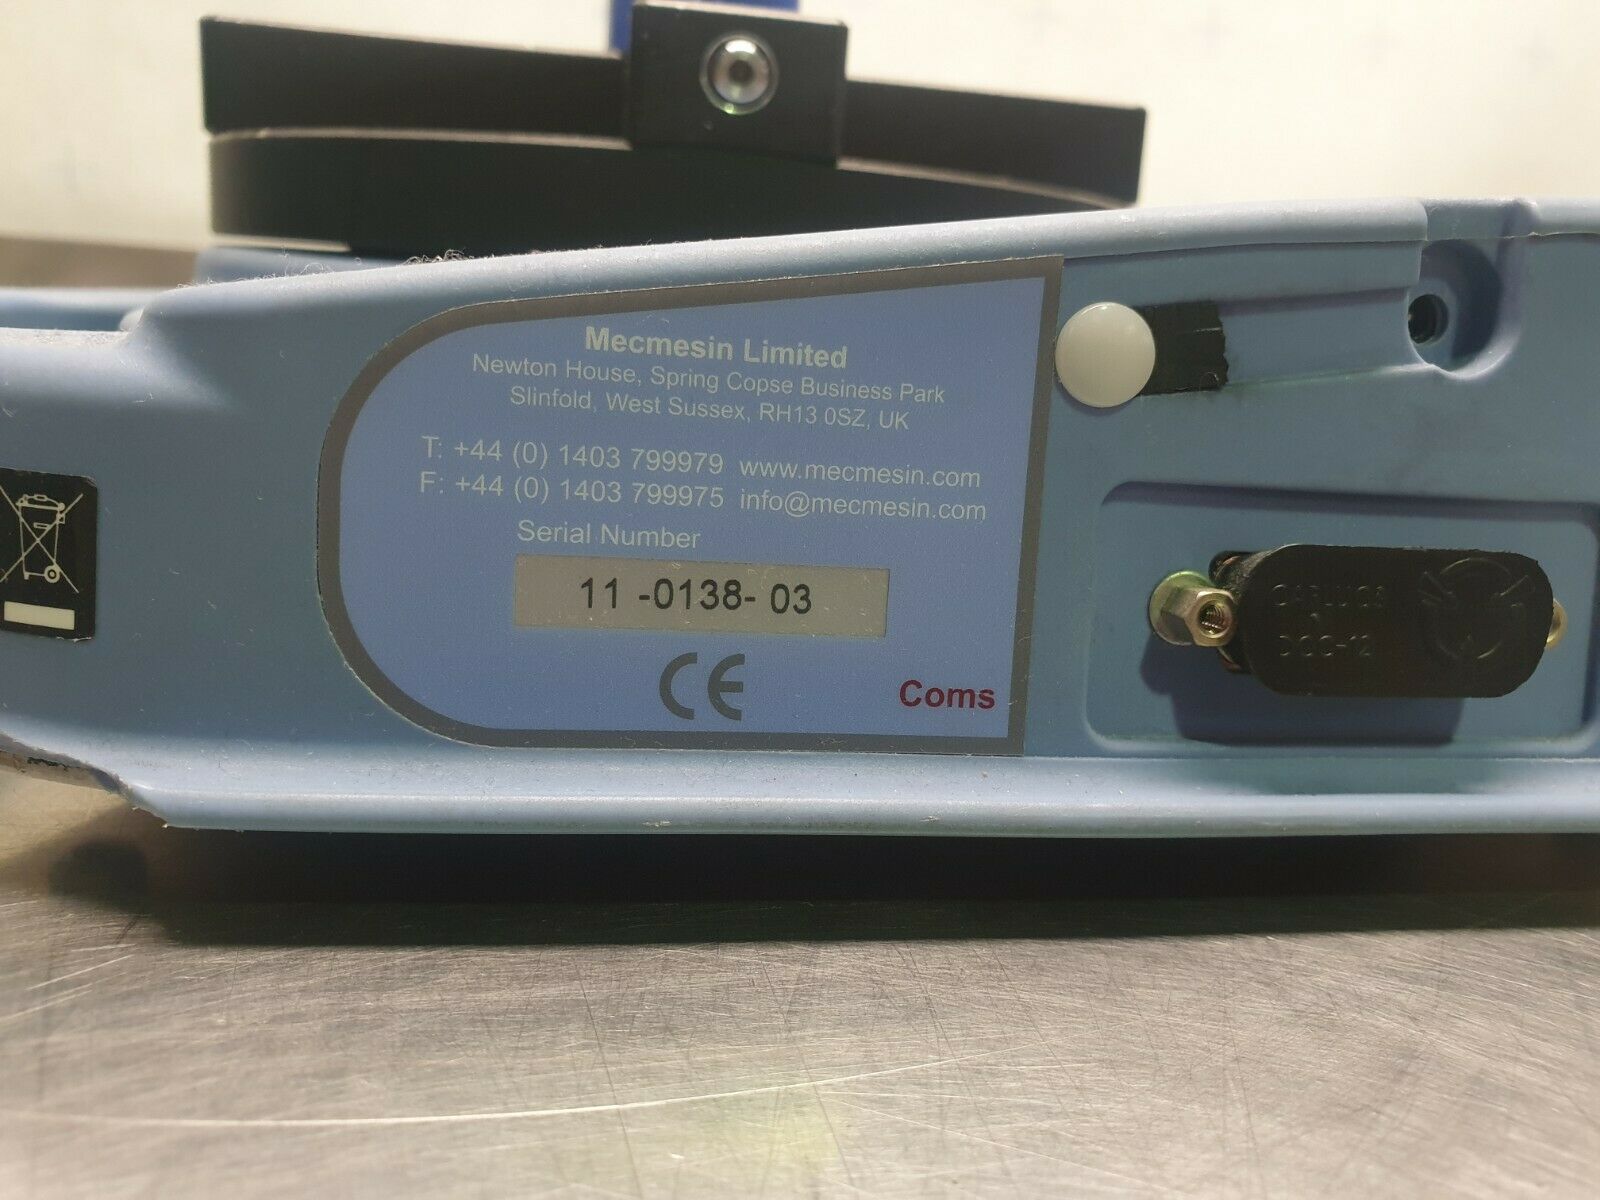 Mecmesin Limited
Newton House, Spring Copse Business Park
Slinfold, West Sussex, RH13 0SZ, UK
T: +44 (0) 1403 799979 www.mecmesin.com
F: +44 (0) 1403 799975 info@mecmesin.com
Serial Number
11 -0138- 03
CE
Coms